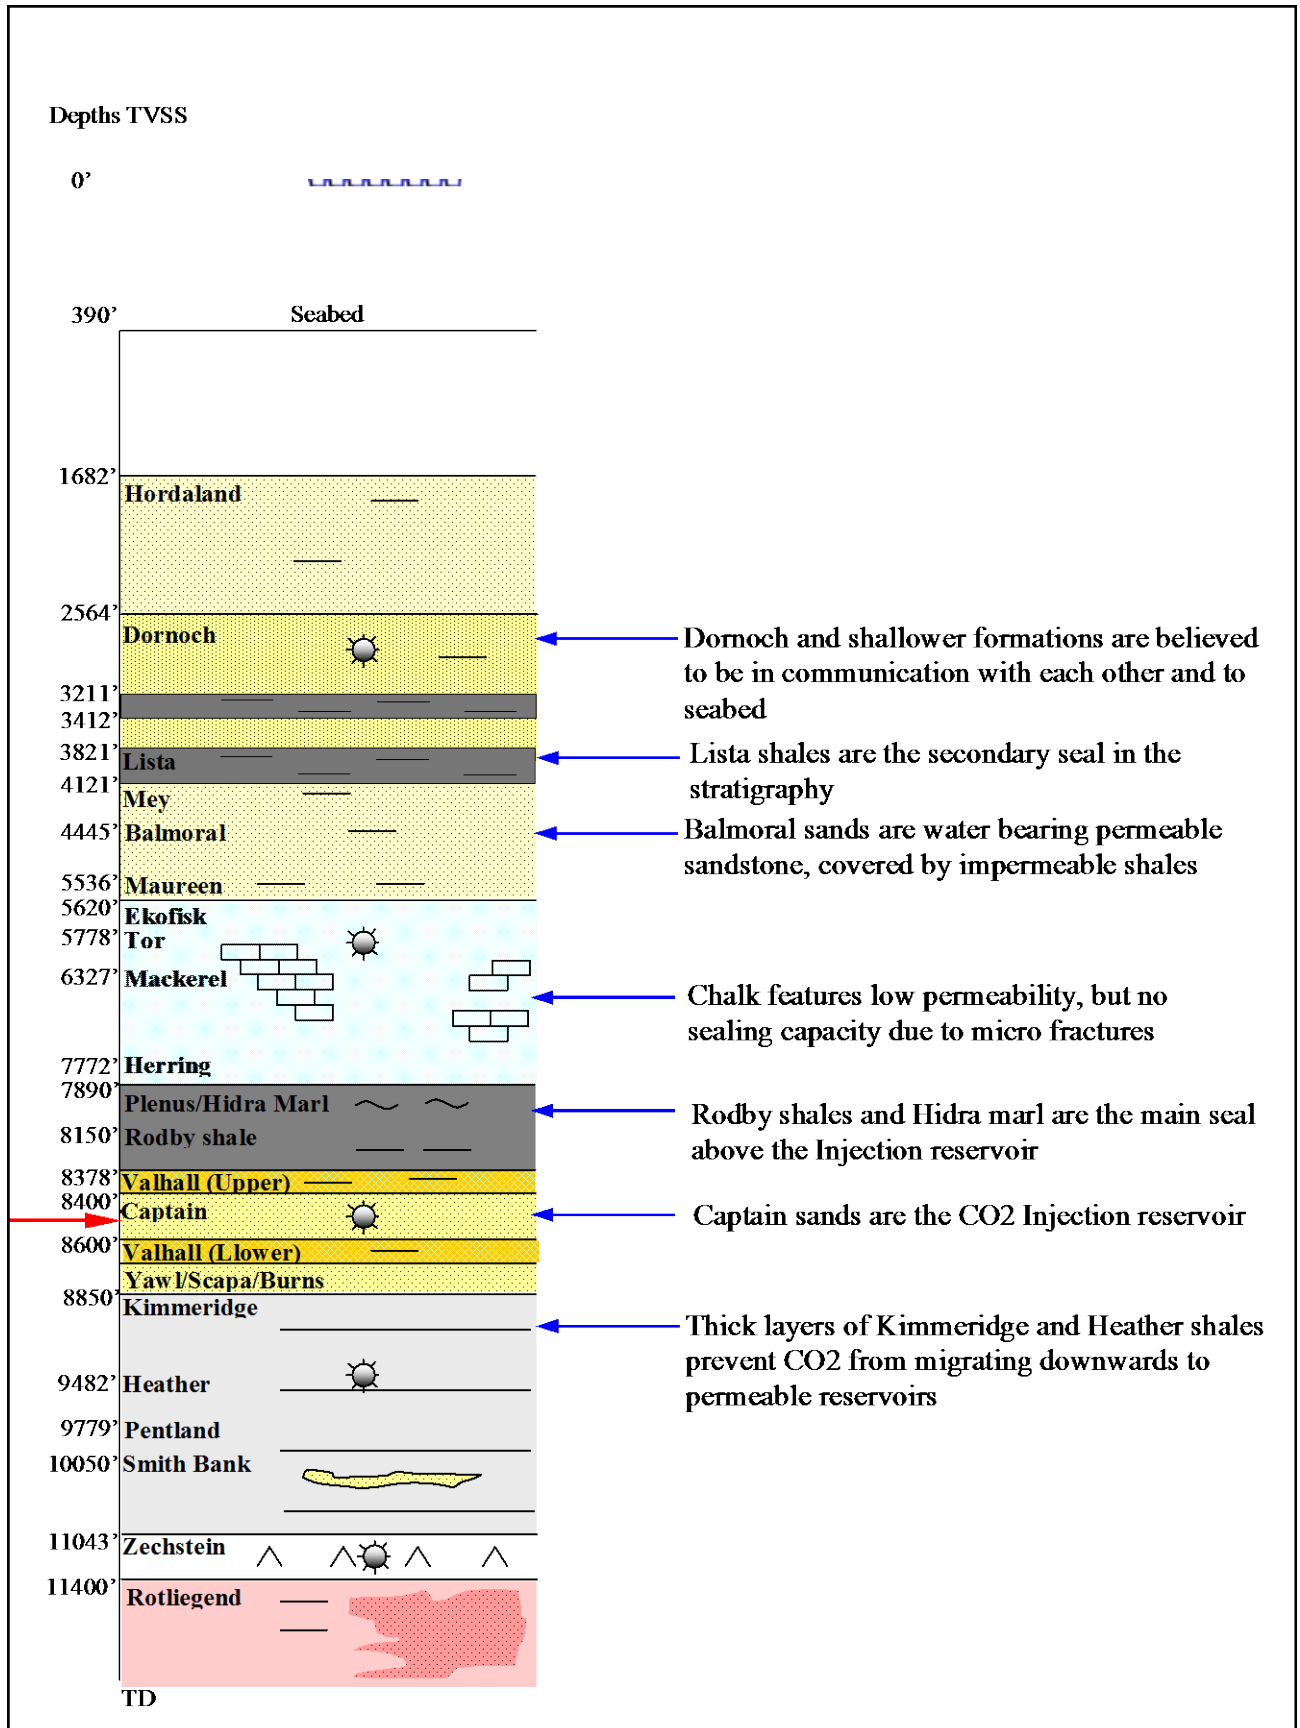 Depths TVSS
0’
390’ Seabed
1682’
Hordaland
2564’
Dornoch
Dornoch and shallower formations are believed
to be in communication with each other and to
seabed
3211’
3412’
3821’
Lista
Lista shales are the secondary seal in the
stratigraphy
4121’
Mey
4445’ Balmoral
Balmoral sands are water bearing permeable
sandstone, covered by impermeable shales
5536’ Maureen
5620’
Ekofisk
5778’ Tor
6327’ Mackerel
Chalk features low permeability, but no
sealing capacity due to micro fractures
7772’ Herring
7890’
Plenus/Hidra Marl
8150’ Rodby shale
Rodby shales and Hidra marl are the main seal
above the Injection reservoir
8378’ Valhall (Upper)
8400’
Captain
Captain sands are the CO2 Injection reservoir
8600’ Valhall (Llower)
Yawl/Scapa/Burns
8850’
Kimmeridge
Thick layers of Kimmeridge and Heather shales
prevent CO2 from migrating downwards to
permeable reservoirs
9482’ Heather
9779’ Pentland
10050’ Smith Bank
11043’ Zechstein
11400’
Rotliegend
TD